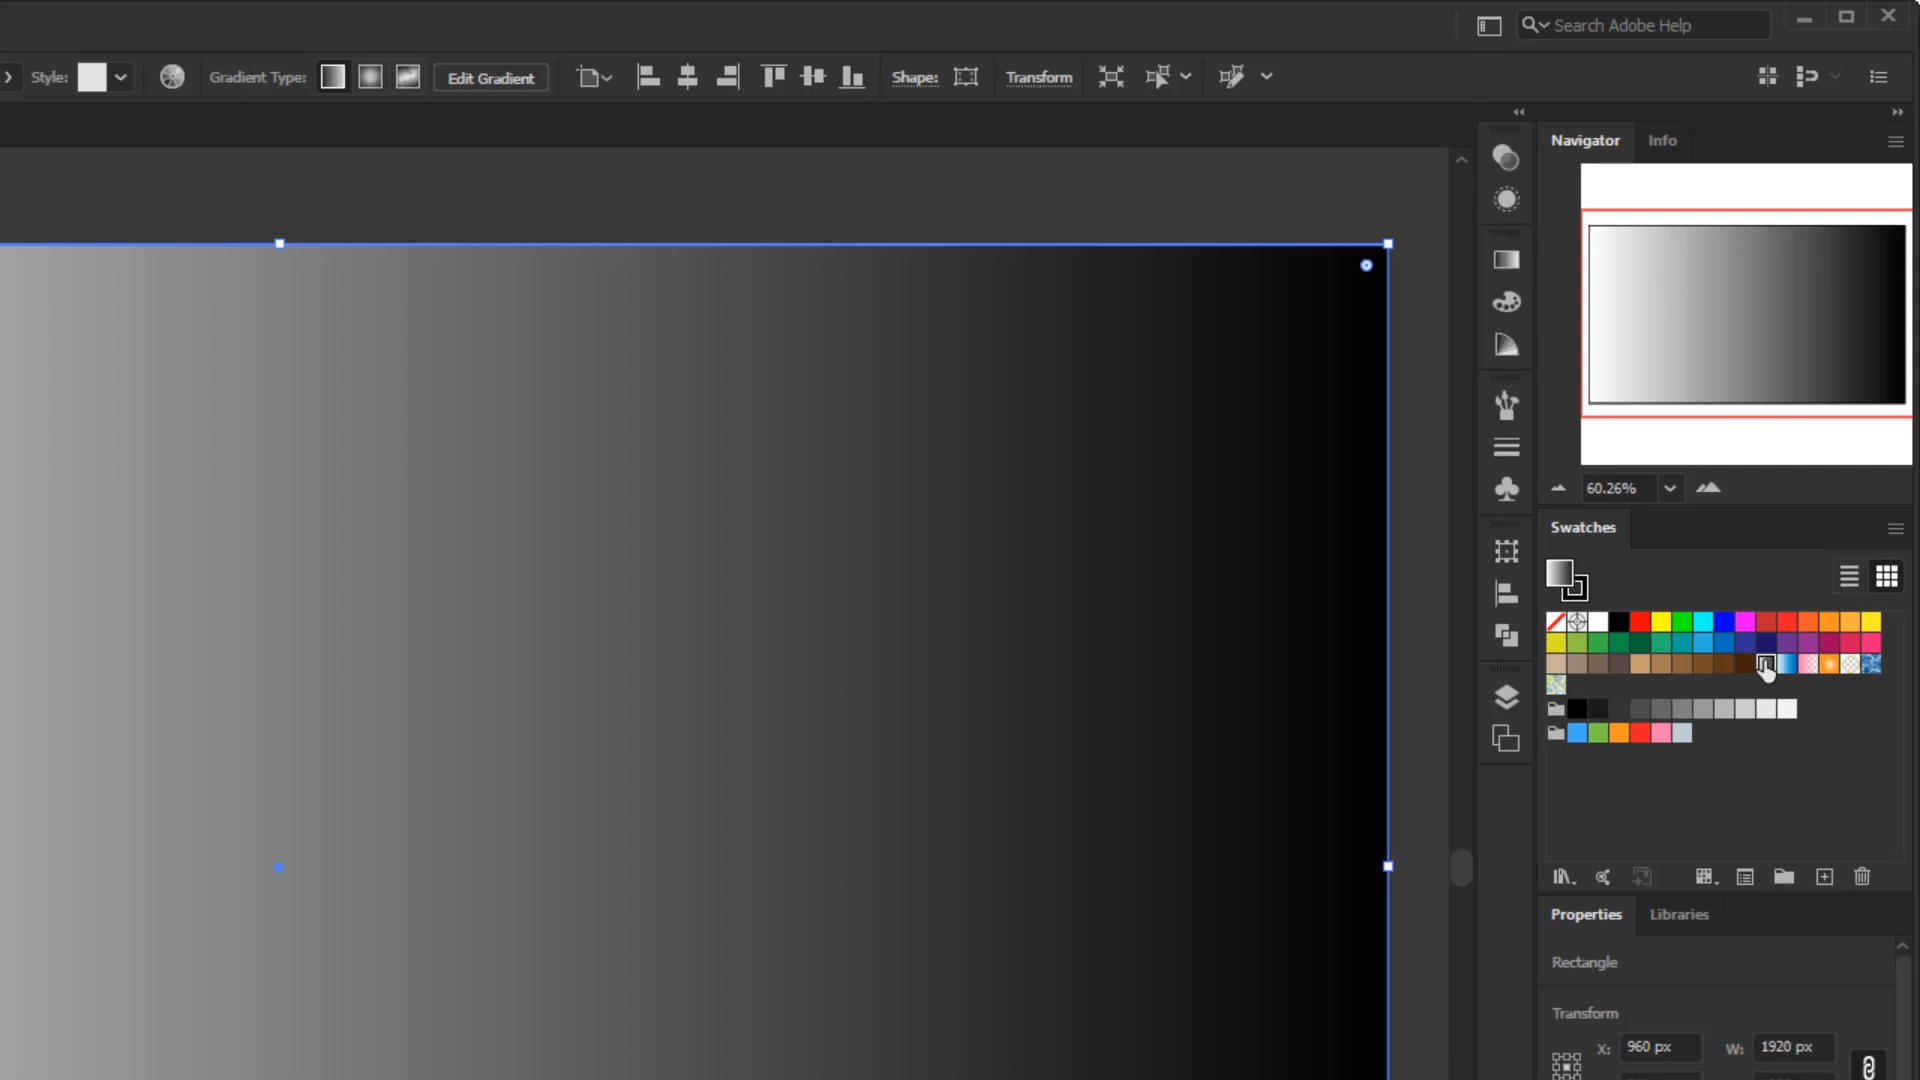 Search Adobe Help
Style: Gradient Type: Edit Gradient Shape: Transform
Navigator Info
60.26%
Swatches
Properties Libraries
Rectangle
Transform
X: 960 px W: 1920 px